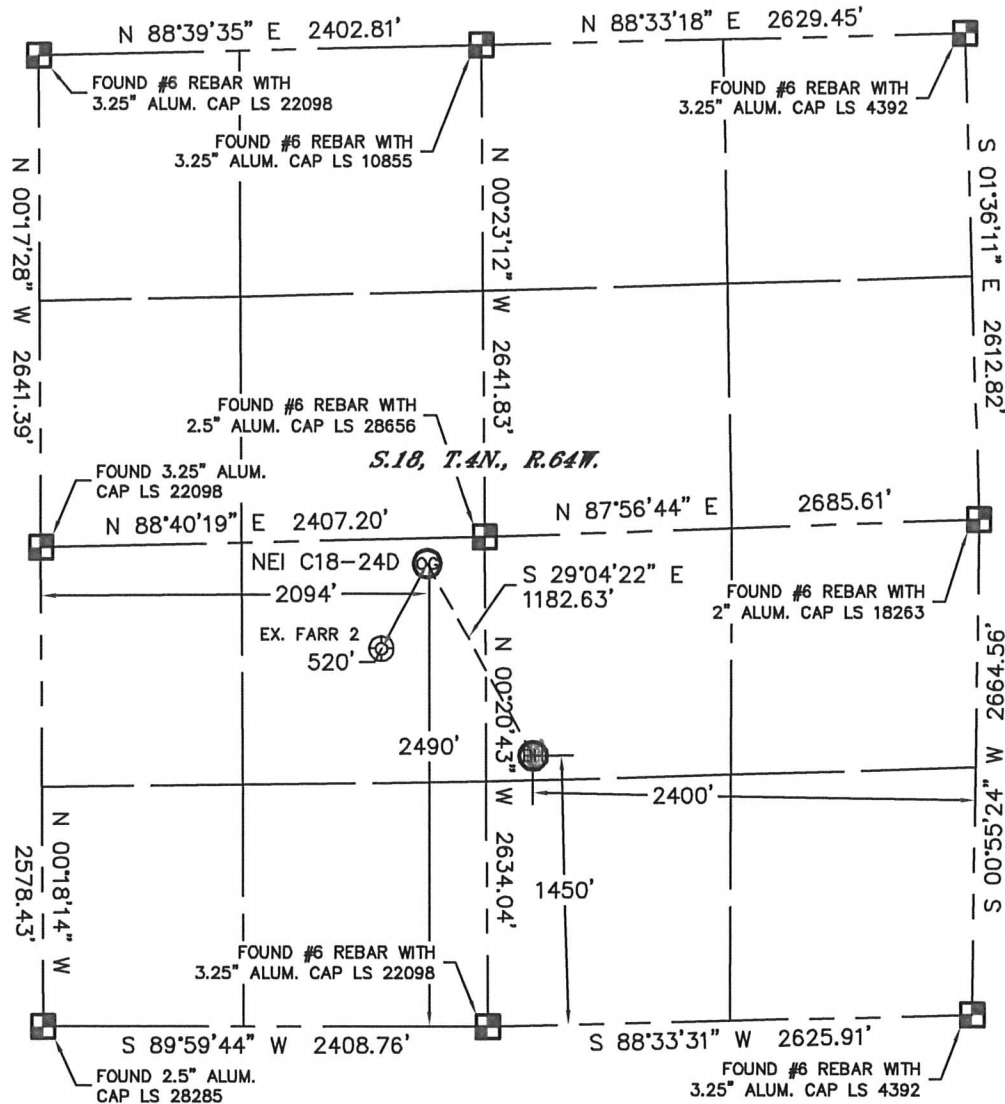 N 88°39'35" E 2402.81'
N 88°33'18" E 2629.45'
FOUND #6 REBAR WITH
3.25" ALUM. CAP LS 22098
FOUND #6 REBAR WITH
3.25" ALUM. CAP LS 10855
FOUND #6 REBAR WITH
3.25" ALUM. CAP LS 4392
N 00°17'28" W 2641.39'
N 00°23'12" W 2641.83'
S 01°36'11" E 2612.82'
FOUND #6 REBAR WITH
2.5" ALUM. CAP LS 28656
S.18, T.4N., R.64W.
FOUND 3.25" ALUM.
CAP LS 22098
N 88°40'19" E 2407.20'
N 87°56'44" E 2685.61'
NEI C18-24D
OG
S 29°04'22" E
1182.63'
FOUND #6 REBAR WITH
2" ALUM. CAP LS 18263
2094'
EX. FARR 2
520'
N 00°20'43" W 2634.04'
S 00°55'24" W 2664.56'
2490'
BH
2400'
1450'
N 00°18'14" W
2578.43'
FOUND #6 REBAR WITH
3.25" ALUM. CAP LS 22098
S 89°59'44" W 2408.76'
S 88°33'31" W 2625.91'
FOUND 2.5" ALUM.
CAP LS 28285
FOUND #6 REBAR WITH
3.25" ALUM. CAP LS 4392